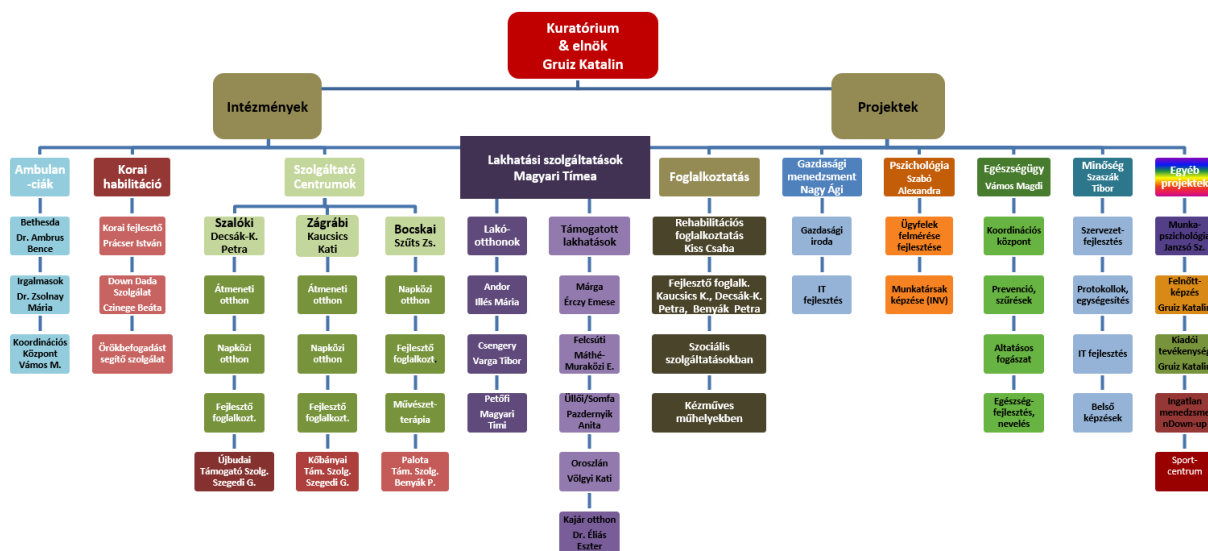 Kuratórium
& elnök
Gruiz Katalin
Intézmények
Projektek
Ambulan
-ciák
Korai
habilitáció
Szolgáltató
Centrumok
Lakhatási szolgáltatások
Magyari Tímea
Foglalkoztatás
Gazdasági
menedzsment
Nagy Ági
Pszichológia
Szabó
Alexandra
Egészségügy
Vámos Magdi
Minőség
Szaszák
Tibor
Egyéb
projektek
Bethesda
Dr. Ambrus
Bence
Irgalmasok
Dr. Zsolnay
Mária
Koordinációs
Központ
Vámos M.
Korai fejlesztő
Prácser István
Down Dada
Szolgálat
Czinege Beáta
Örökbefogadást
segítő szolgálat
Szalóki
Decsák-K.
Petra
Átmeneti
otthon
Napközi
otthon
Fejlesztő
foglalkozt.
Újbudai
Támogató Szolg.
Szegedi G.
Zágrábi
Kaucsics
Kati
Átmeneti
otthon
Napközi
otthon
Fejlesztő
foglalkozt.
Kőbányai
Tám. Szolg.
Szegedi G.
Bocskai
Szűts Zs.
Napközi
otthon
Fejlesztő
foglalkozt.
Művészet-
terápia
Palota
Tám. Szolg.
Benyák P.
Lakó-
otthonok
Andor
Illés Mária
Csengery
Varga Tibor
Petőfi
Magyari
Timi
Támogatott
lakhatások
Márga
Érczy Emese
Felcsúti
Máthé-
Muraközi E.
Üllői/Somfa
Pazdernyik
Anita
Oroszlán
Völgyi Kati
Kajár otthon
Dr. Éliás
Eszter
Rehabilitációs
foglalkoztatás
Kiss Csaba
Fejlesztő foglalk.
Kaucsics K., Decsák-K.
Petra, Benyák Petra
Szociális
szolgáltatásokban
Kézműves
műhelyekben
Gazdasági
iroda
IT
fejlesztés
Ügyfelek
felmérése
fejlesztése
Munkatársak
képzése (INV)
Koordinációs
központ
Prevenció,
szűrések
Altatásos
fogászat
Egészség-
fejlesztés,
nevelés
Szervezet-
fejlesztés
Protokollok,
egységesítés
IT fejlesztés
Belső
képzések
Munka-
pszichológia
Janzsó Sz.
Felnőtt-
képzés
Gruiz Katalin
Kiadói
tevékenység
Gruiz Katalin
Ingatlan
menedzsme
nDown-up
Sport-
centrum